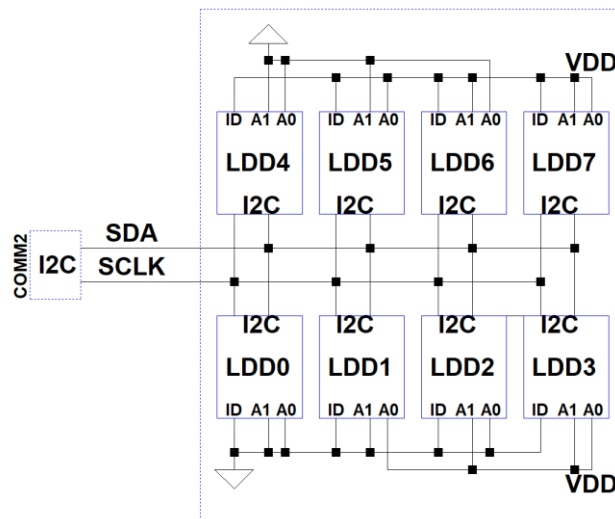 VDD
ID A1 A0 ID A1 A0 ID A1 A0 ID A1 A0
LDD4 LDD5 LDD6 LDD7
I2C I2C I2C I2C
SDA
COMM2 I2C
SCLK
I2C I2C I2C I2C
LDD0 LDD1 LDD2 LDD3
ID A1 A0 ID A1 A0 ID A1 A0 ID A1 A0
VDD